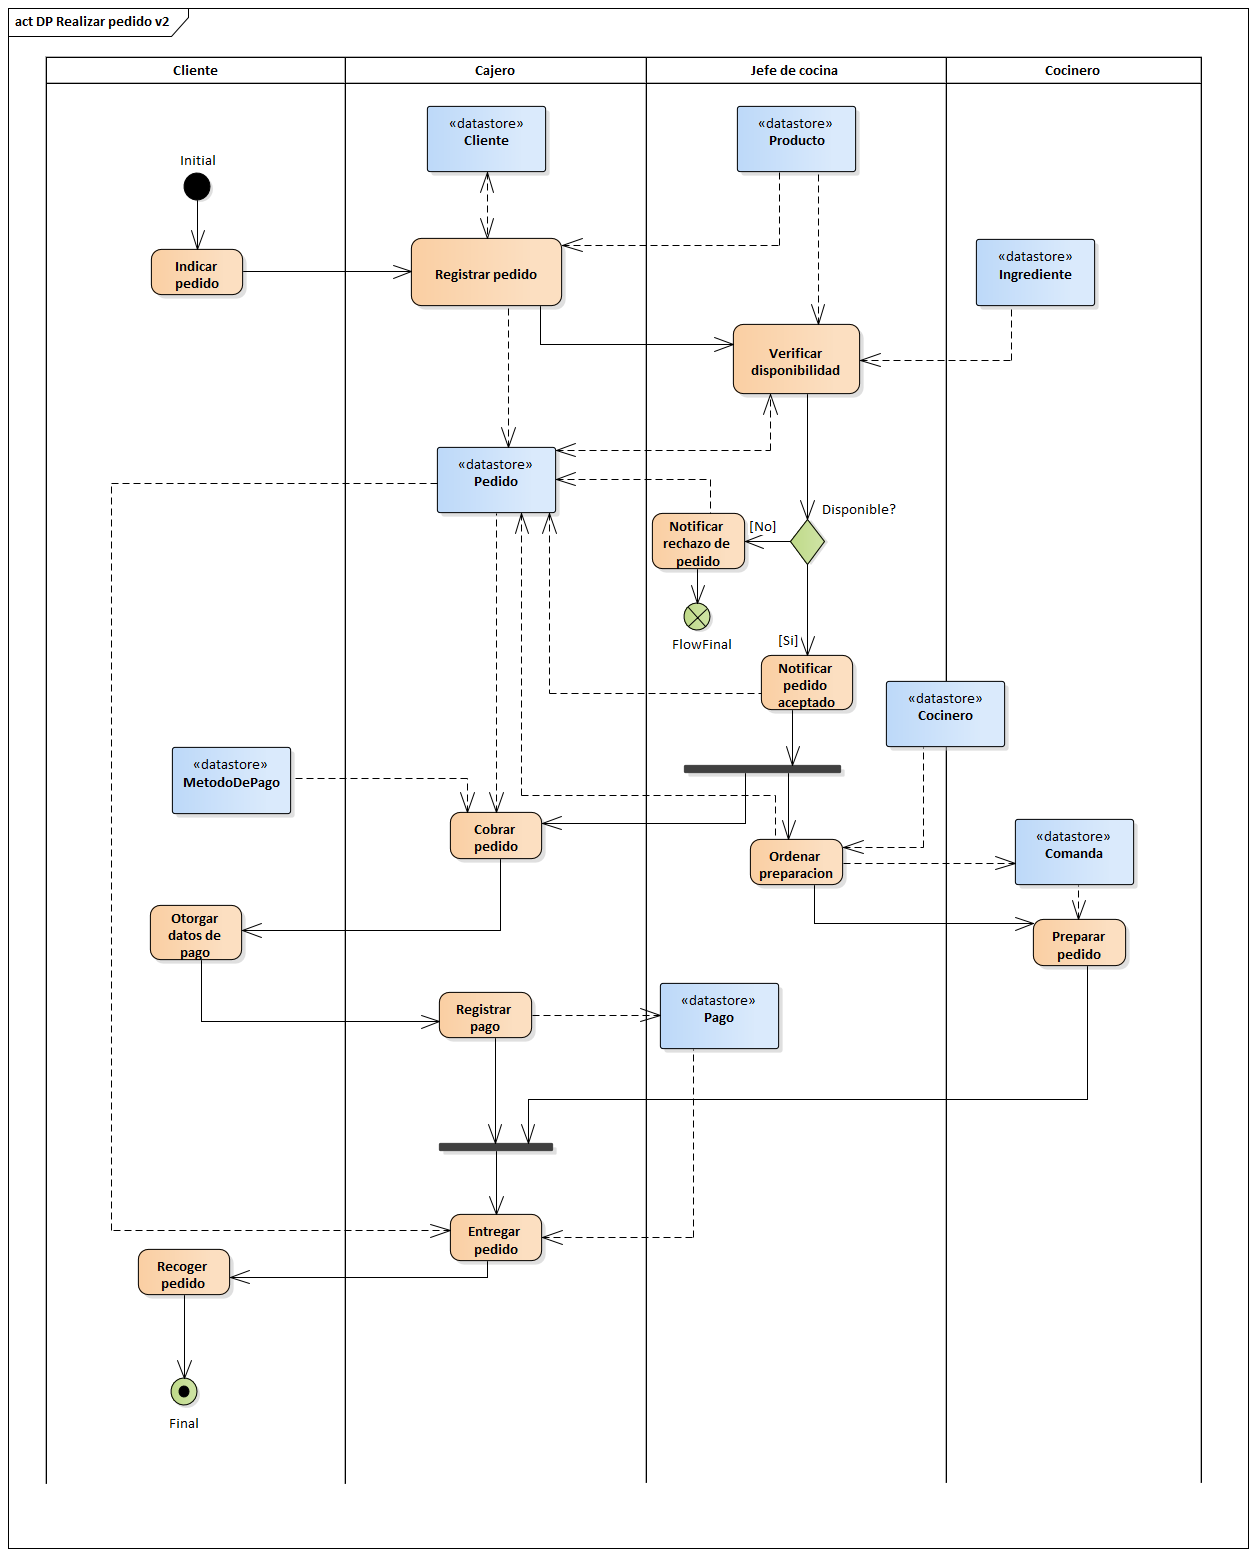 act DP Realizar pedido v2
Cliente
Cajero
Jefe de cocina
Cocinero
«datastore»
Cliente
«datastore»
Producto
Initial
«datastore»
Ingrediente
Indicar
pedido
Registrar pedido
Verificar
disponibilidad
«datastore»
Pedido
Disponible?
Notificar
rechazo de
pedido
[No]
FlowFinal
[Si]
Notificar
pedido
aceptado
«datastore»
Cocinero
«datastore»
MetodoDePago
Cobrar
pedido
Ordenar
preparacion
«datastore»
Comanda
Otorgar
datos de
pago
Preparar
pedido
Registrar
pago
«datastore»
Pago
Entregar
pedido
Recoger
pedido
Final